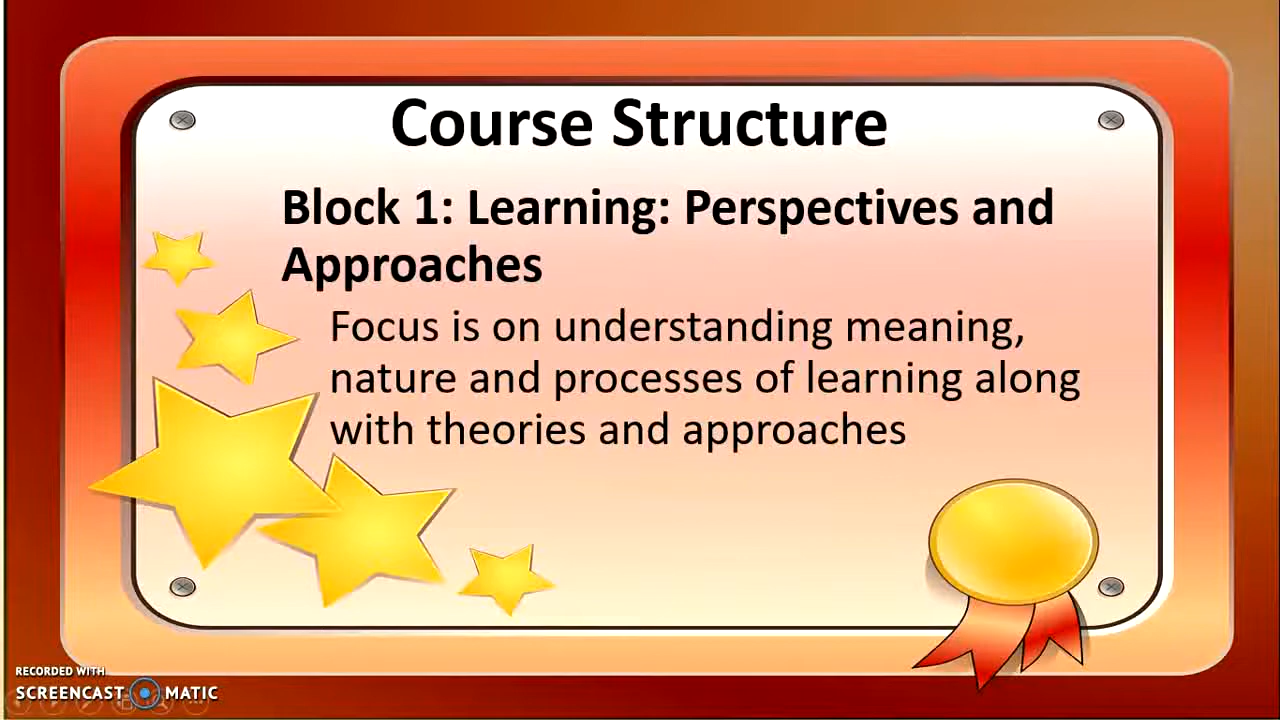 Course Structure
Block 1: Learning: Perspectives and
Approaches
Focus is on understanding meaning,
nature and processes of learning along
with theories and approaches
RECORDED WITH
SCREENCAST MATIC